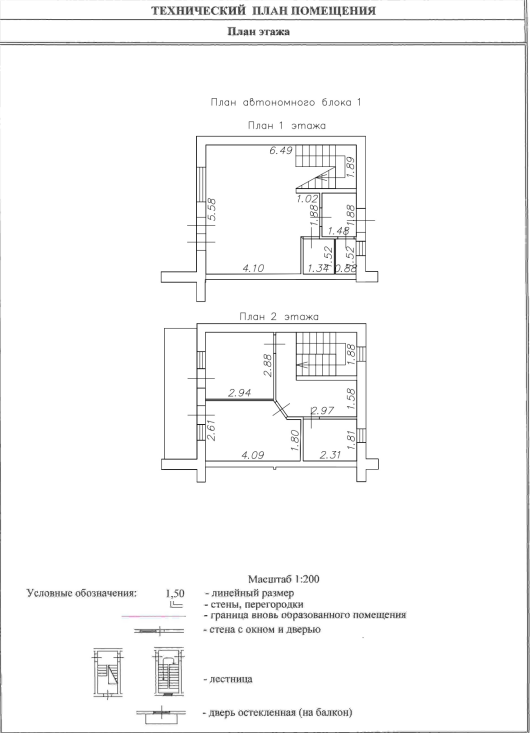 ТЕХНИЧЕСКИЙ ПЛАН ПОМЕЩЕНИЯ
План этажа
План автономного блока 1
План 1 этажа
6.49
1.89
5.58
1.02
1.88
1.88
1.48
1.52
1.52
4.10
1.34
0.88
План 2 этажа
2.88
1.88
2.94
1.58
2.97
2.61
1.80
1.81
4.09
2.31
Масштаб 1:200
Условные обозначения: 1,50 - линейный размер
- стены, перегородки
- граница вновь образованного помещения
- стена с окном и дверью
- лестница
- дверь остекленная (на балкон)